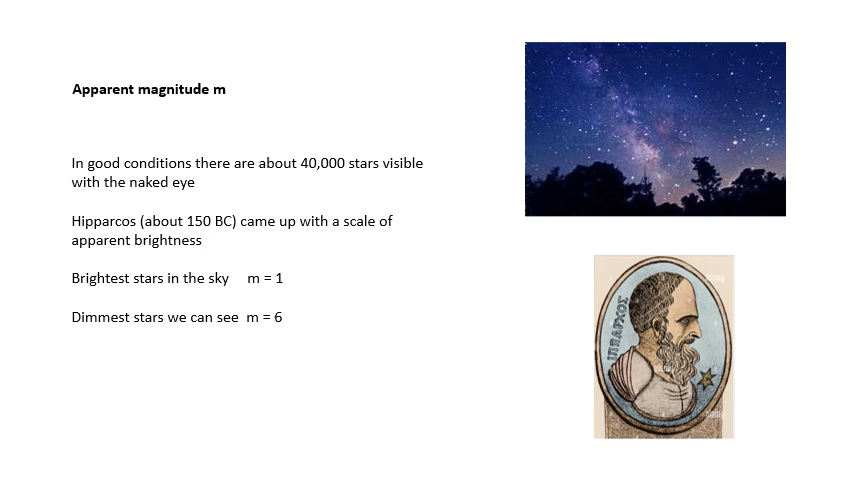 Apparent magnitude m
In good conditions there are about 40,000 stars visible
with the naked eye
Hipparcos (about 150 BC) came up with a scale of
apparent brightness
Brightest stars in the sky m = 1
Dimmest stars we can see m = 6
ΙΠΠΑΡΧΟΣ